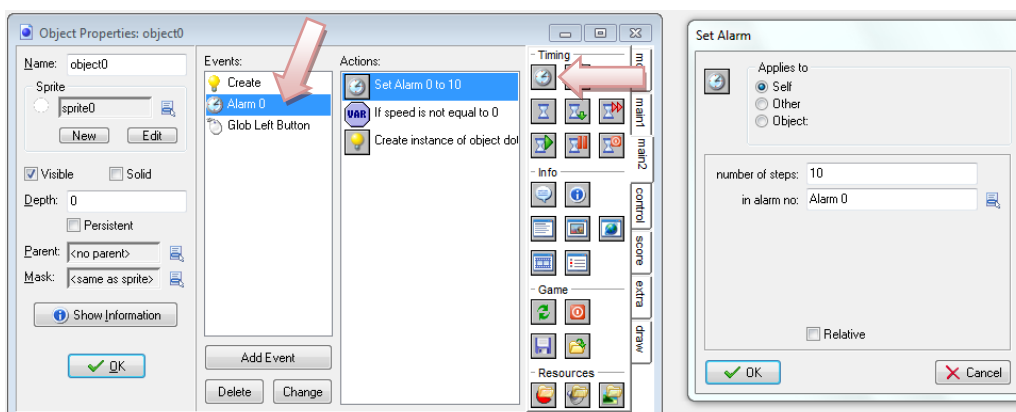 Object Properties: object0
Name: object0
Sprite
sprite0
New Edit
Visible Solid
Depth: 0
Persistent
Parent: <no parent>
Mask: <same as sprite>
Show Information
OK
Events:
Create
Alarm 0
Glob Left Button
Add Event
Delete Change
Actions:
Set Alarm 0 to 10
VAR If speed is not equal to 0
Create instance of object dot
Timing
Info
Game
Resources
main1
main2
control
score
extra
draw
Set Alarm
Applies to
Self
Other
Object:
number of steps: 10
in alarm no: Alarm 0
Relative
OK Cancel